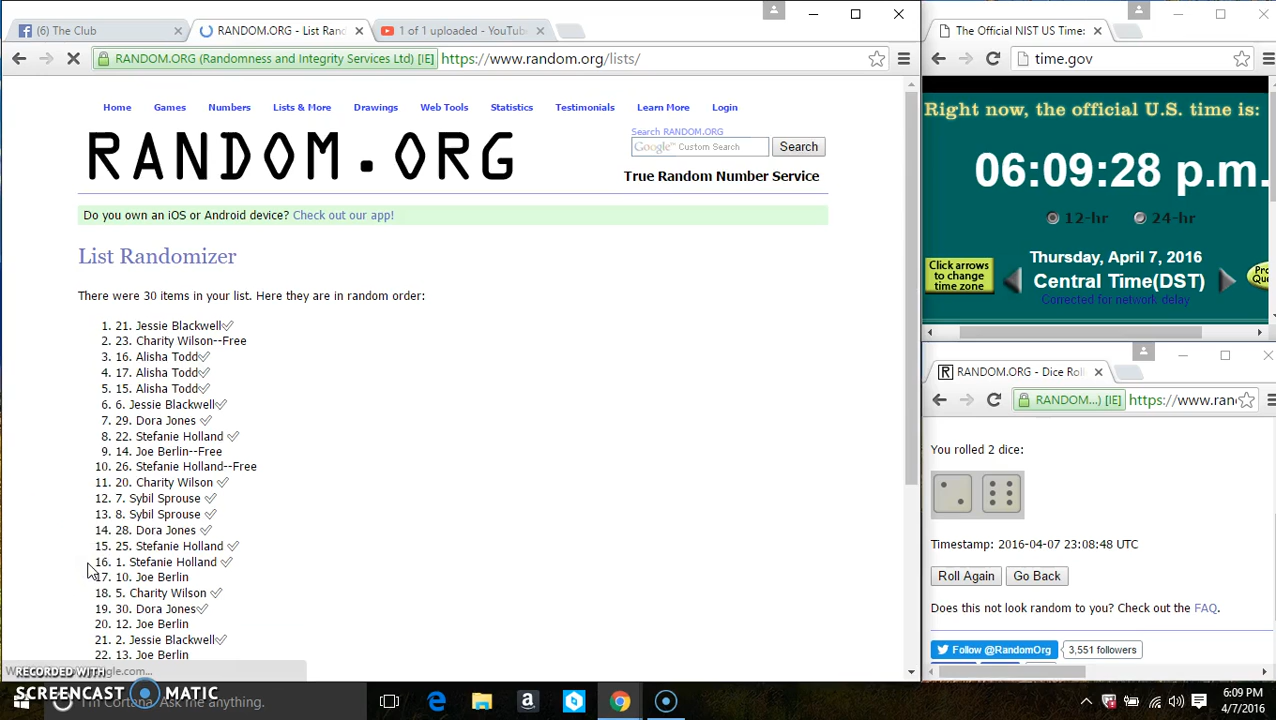 (6) The Club
RANDOM.ORG - List Ran
1 of 1 uploaded - YouTub
RANDOM.ORG (Randomness and Integrity Services Ltd) [IE]
https://www.random.org/lists/
Home Games Numbers Lists & More Drawings Web Tools Statistics Testimonials Learn More Login
RANDOM.ORG
Search RANDOM.ORG
Google™ Custom Search
Search
True Random Number Service
Do you own an iOS or Android device? Check out our app!
List Randomizer
There were 30 items in your list. Here they are in random order:
1. 21. Jessie Blackwell✓
2. 23. Charity Wilson--Free
3. 16. Alisha Todd✓
4. 17. Alisha Todd✓
5. 15. Alisha Todd✓
6. 6. Jessie Blackwell✓
7. 29. Dora Jones ✓
8. 22. Stefanie Holland ✓
9. 14. Joe Berlin--Free
10. 26. Stefanie Holland--Free
11. 20. Charity Wilson ✓
12. 7. Sybil Sprouse ✓
13. 8. Sybil Sprouse ✓
14. 28. Dora Jones ✓
15. 25. Stefanie Holland ✓
16. 1. Stefanie Holland ✓
17. 10. Joe Berlin
18. 5. Charity Wilson ✓
19. 30. Dora Jones✓
20. 12. Joe Berlin
21. 2. Jessie Blackwell✓
22. 13. Joe Berlin
RECORDED WITH
SCREENCAST MATIC
I'm Cortana. Ask me anything.
The Official NIST US Time:
time.gov
Right now, the official U.S. time is:
06:09:28 p.m.
12-hr 24-hr
Click arrows to change time zone
Thursday, April 7, 2016
Central Time(DST)
Corrected for network delay
RANDOM.ORG - Dice Roll
RANDOM...) [IE]
https://www.ran
You rolled 2 dice:
Timestamp: 2016-04-07 23:08:48 UTC
Roll Again
Go Back
Does this not look random to you? Check out the FAQ.
Follow @RandomOrg
3,551 followers
6:09 PM
4/7/2016